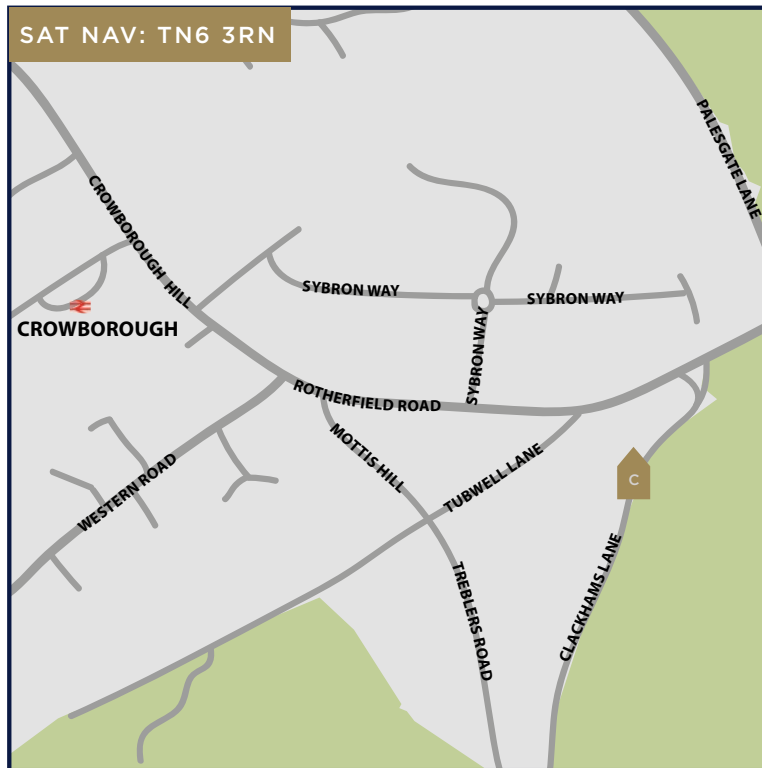 SAT NAV: TN6 3RN
PALESGATE LANE
CROWBOROUGH HILL
SYBRON WAY
SYBRON WAY
CROWBOROUGH
SYBRON WAY
ROTHERFIELD ROAD
MOTTIS HILL
TUBWELL LANE
WESTERN ROAD
C
CLACKHAMS LANE
TREBLERS ROAD